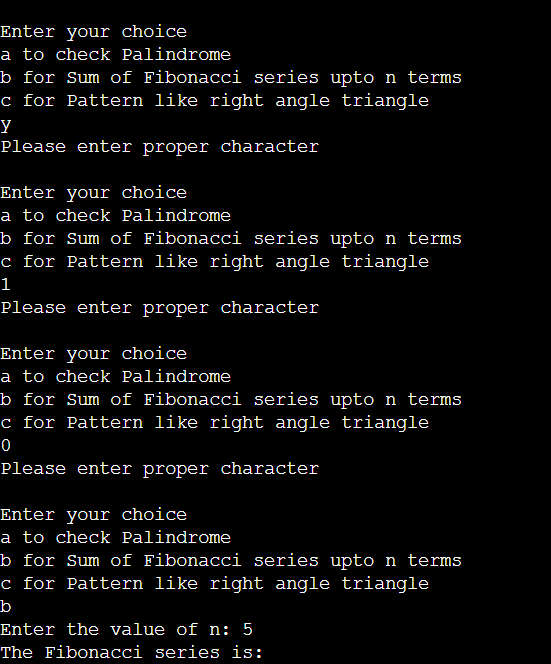 Enter your choice
a to check Palindrome
b for Sum of Fibonacci series upto n terms
c for Pattern like right angle triangle
y
Please enter proper character
Enter your choice
a to check Palindrome
b for Sum of Fibonacci series upto n terms
c for Pattern like right angle triangle
1
Please enter proper character
Enter your choice
a to check Palindrome
b for Sum of Fibonacci series upto n terms
c for Pattern like right angle triangle
0
Please enter proper character
Enter your choice
a to check Palindrome
b for Sum of Fibonacci series upto n terms
c for Pattern like right angle triangle
b
Enter the value of n: 5
The Fibonacci series is: